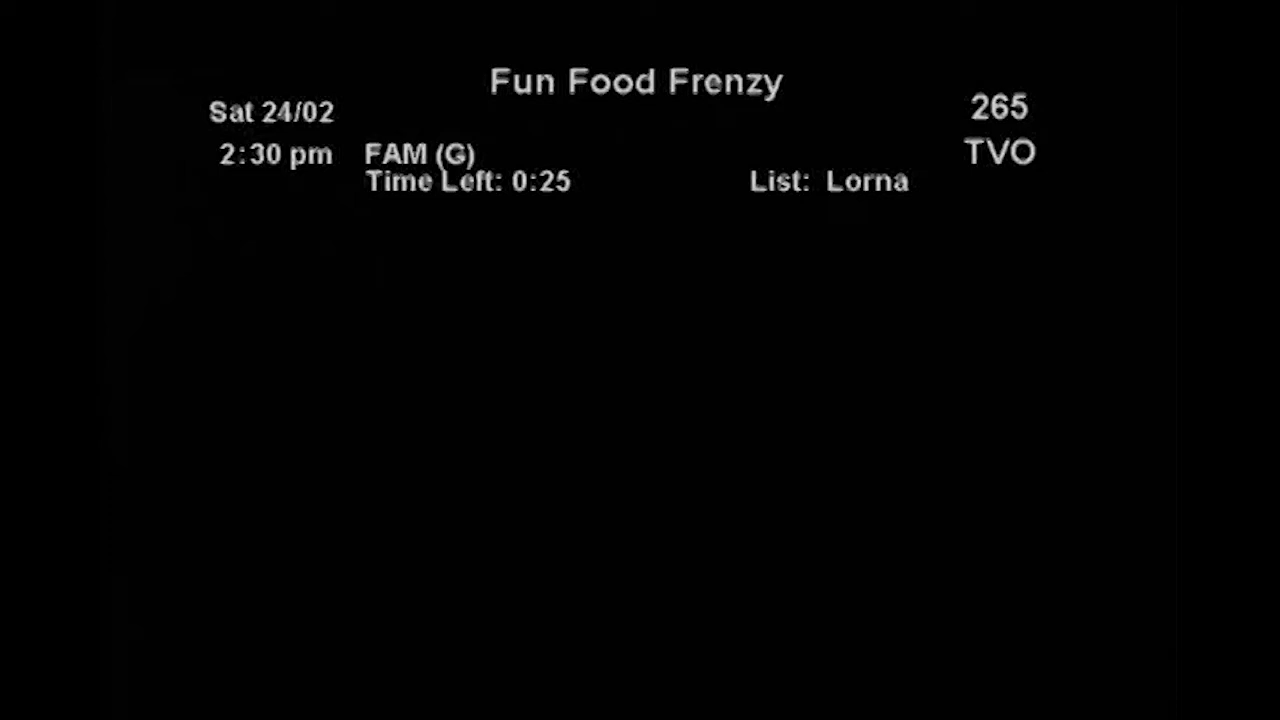 Fun Food Frenzy
Sat 24/02
265
2:30 pm
FAM (G)
TVO
Time Left: 0:25
List: Lorna